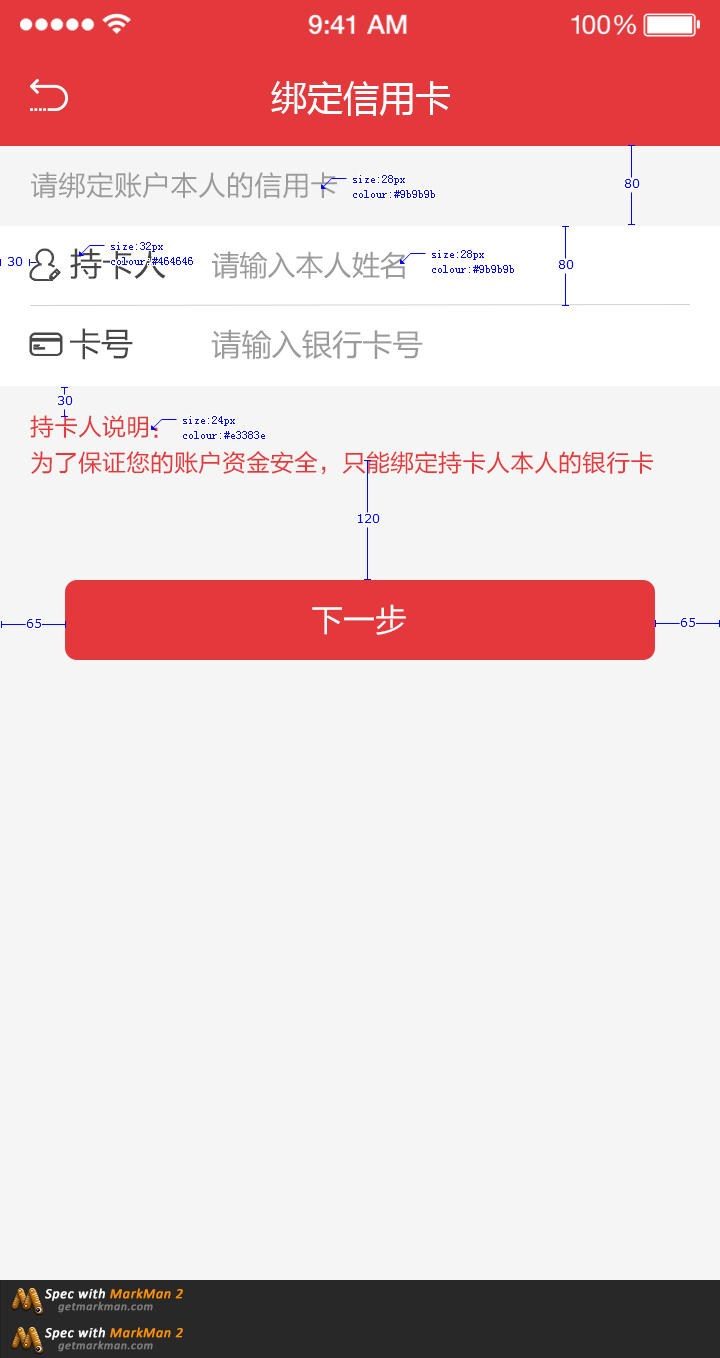 9:41 AM 100%
绑定信用卡
请绑定账户本人的信用卡
size:28px
colour:#9b9b9b
80
30
持卡人
size:32px
colour:#464646
请输入本人姓名
size:28px
colour:#9b9b9b
80
卡号 请输入银行卡号
30
持卡人说明:
size:24px
colour:#e3383e
为了保证您的账户资金安全，只能绑定持卡人本人的银行卡
120
65
下一步
65
Spec with MarkMan 2
getmarkman.com
Spec with MarkMan 2
getmarkman.com